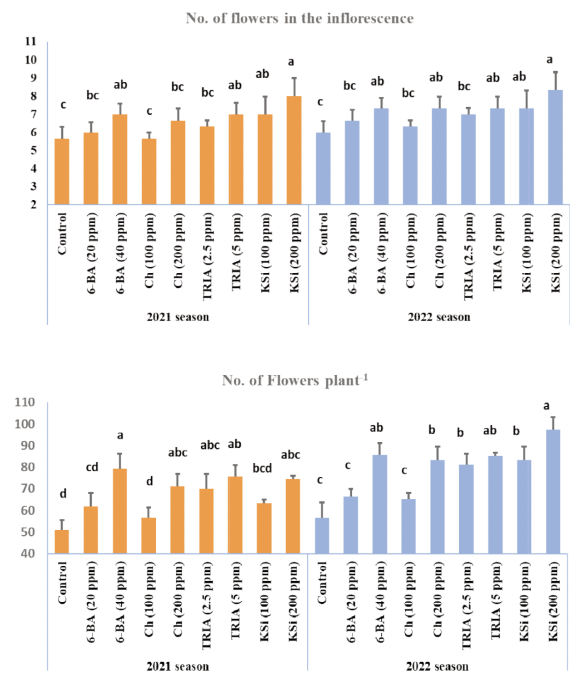 No. of flowers in the inflorescence
11
10
9
8
7
6
5
4
3
2
c bc ab c bc bc ab ab a c bc ab bc ab bc ab ab a
Control
6-BA (20 ppm)
6-BA (40 ppm)
Ch (100 ppm)
Ch (200 ppm)
TRIA (2.5 ppm)
TRIA (5 ppm)
KSi (100 ppm)
KSi (200 ppm)
Control
6-BA (20 ppm)
6-BA (40 ppm)
Ch (100 ppm)
Ch (200 ppm)
TRIA (2.5 ppm)
TRIA (5 ppm)
KSi (100 ppm)
KSi (200 ppm)
2021 season 2022 season
No. of Flowers plant-1
110
100
90
80
70
60
50
40
d cd a d abc abc ab bcd abc c c ab c b b ab b a
Control
6-BA (20 ppm)
6-BA (40 ppm)
Ch (100 ppm)
Ch (200 ppm)
TRIA (2.5 ppm)
TRIA (5 ppm)
KSi (100 ppm)
KSi (200 ppm)
Control
6-BA (20 ppm)
6-BA (40 ppm)
Ch (100 ppm)
Ch (200 ppm)
TRIA (2.5 ppm)
TRIA (5 ppm)
KSi (100 ppm)
KSi (200 ppm)
2021 season 2022 season